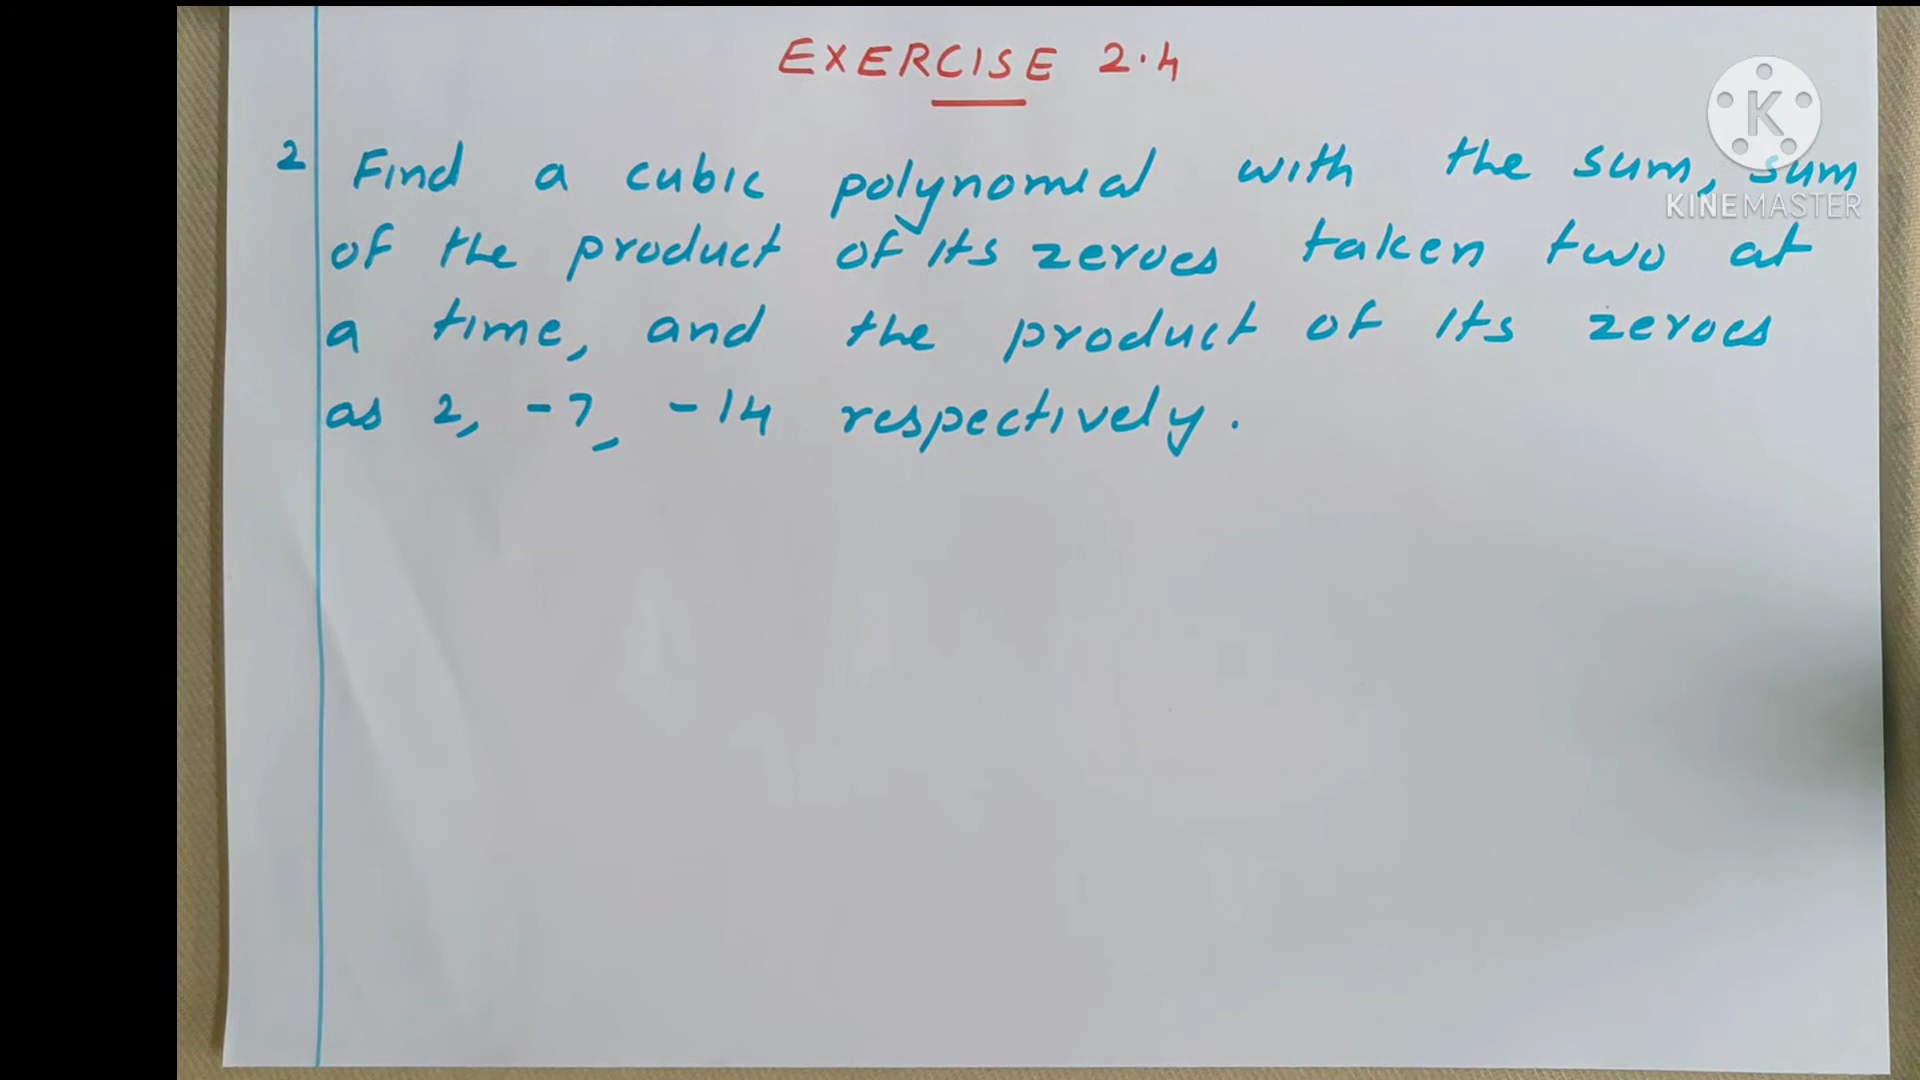 EXERCISE 2.4
2 Find a cubic polynomial with the sum, sum
of the product of its zeroes taken two at
a time, and the product of its zeroes
as 2, -7, -14 respectively.
K
KINEMASTER